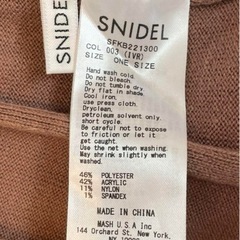 SNIDEL
SNIDEL
SFKB221300
COL 003 (IVR)
SIZE ONE SIZE
Hand wash cold.
Do not bleach.
Do not tumble dry.
Dry flat in shade.
Cool iron.
use press cloth.
Dryclean,
petroleum solvent only
short cycle.
Be careful not to expose
to friction or let it
get caught.
Use the net when washing
May shrink slightly when
washed.
46% POLYESTER
42% ACRYLIC
11% NYLON
1% SPANDEX
MADE IN CHINA
MASH U.S.A Inc
144 Orchard St. New York